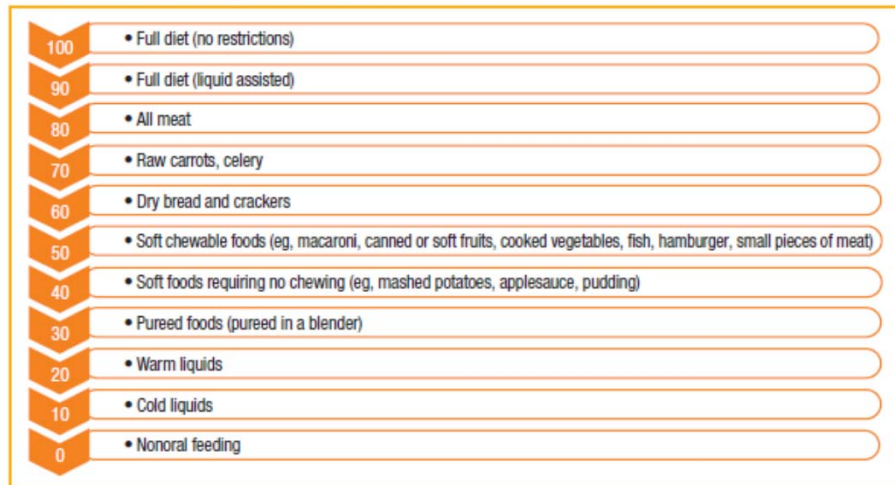 100 • Full diet (no restrictions)
90 • Full diet (liquid assisted)
80 • All meat
70 • Raw carrots, celery
60 • Dry bread and crackers
50 • Soft chewable foods (eg, macaroni, canned or soft fruits, cooked vegetables, fish, hamburger, small pieces of meat)
40 • Soft foods requiring no chewing (eg, mashed potatoes, applesauce, pudding)
30 • Pureed foods (pureed in a blender)
20 • Warm liquids
10 • Cold liquids
0 • Nonoral feeding